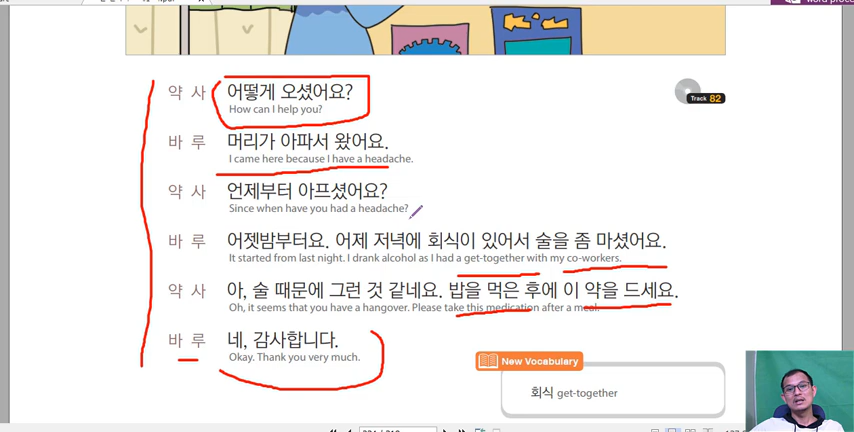 약 사 어떻게 오셨어요?
How can I help you?
바 루 머리가 아파서 왔어요.
I came here because I have a headache.
약 사 언제부터 아프셨어요?
Since when have you had a headache?
바 루 어젯밤부터요. 어제 저녁에 회식이 있어서 술을 좀 마셨어요.
It started from last night. I drank alcohol as I had a get-together with my co-workers.
약 사 아, 술 때문에 그런 것 같네요. 밥을 먹은 후에 이 약을 드세요.
Oh, it seems that you have a hangover. Please take this medication after a meal.
바 루 네, 감사합니다.
Okay. Thank you very much.
Track 82
New Vocabulary
회식 get-together